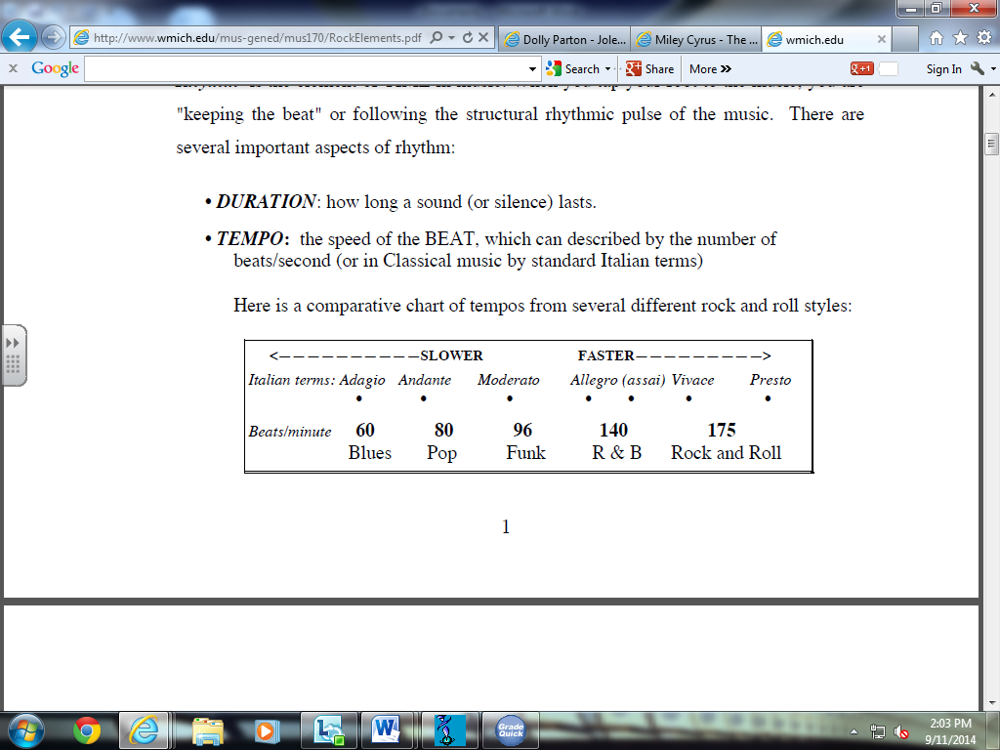 http://www.wmich.edu/mus-gened/mus170/RockElements.pdf
Dolly Parton - Jole...
Miley Cyrus - The ...
wmich.edu
x Google
Search
g+1 Share
More »
g+1
Sign In
"keeping the beat" or following the structural rhythmic pulse of the music. There are
several important aspects of rhythm:
• DURATION: how long a sound (or silence) lasts.
• TEMPO: the speed of the BEAT, which can described by the number of
beats/second (or in Classical music by standard Italian terms)
Here is a comparative chart of tempos from several different rock and roll styles:
<— — — — — — — — — —SLOWER FASTER— — — — — — — — —>
Italian terms: Adagio Andante Moderato Allegro (assai) Vivace Presto
• • • • • • •
Beats/minute 60 80 96 140 175
Blues Pop Funk R & B Rock and Roll
1
Grade Quick
2:03 PM
9/11/2014